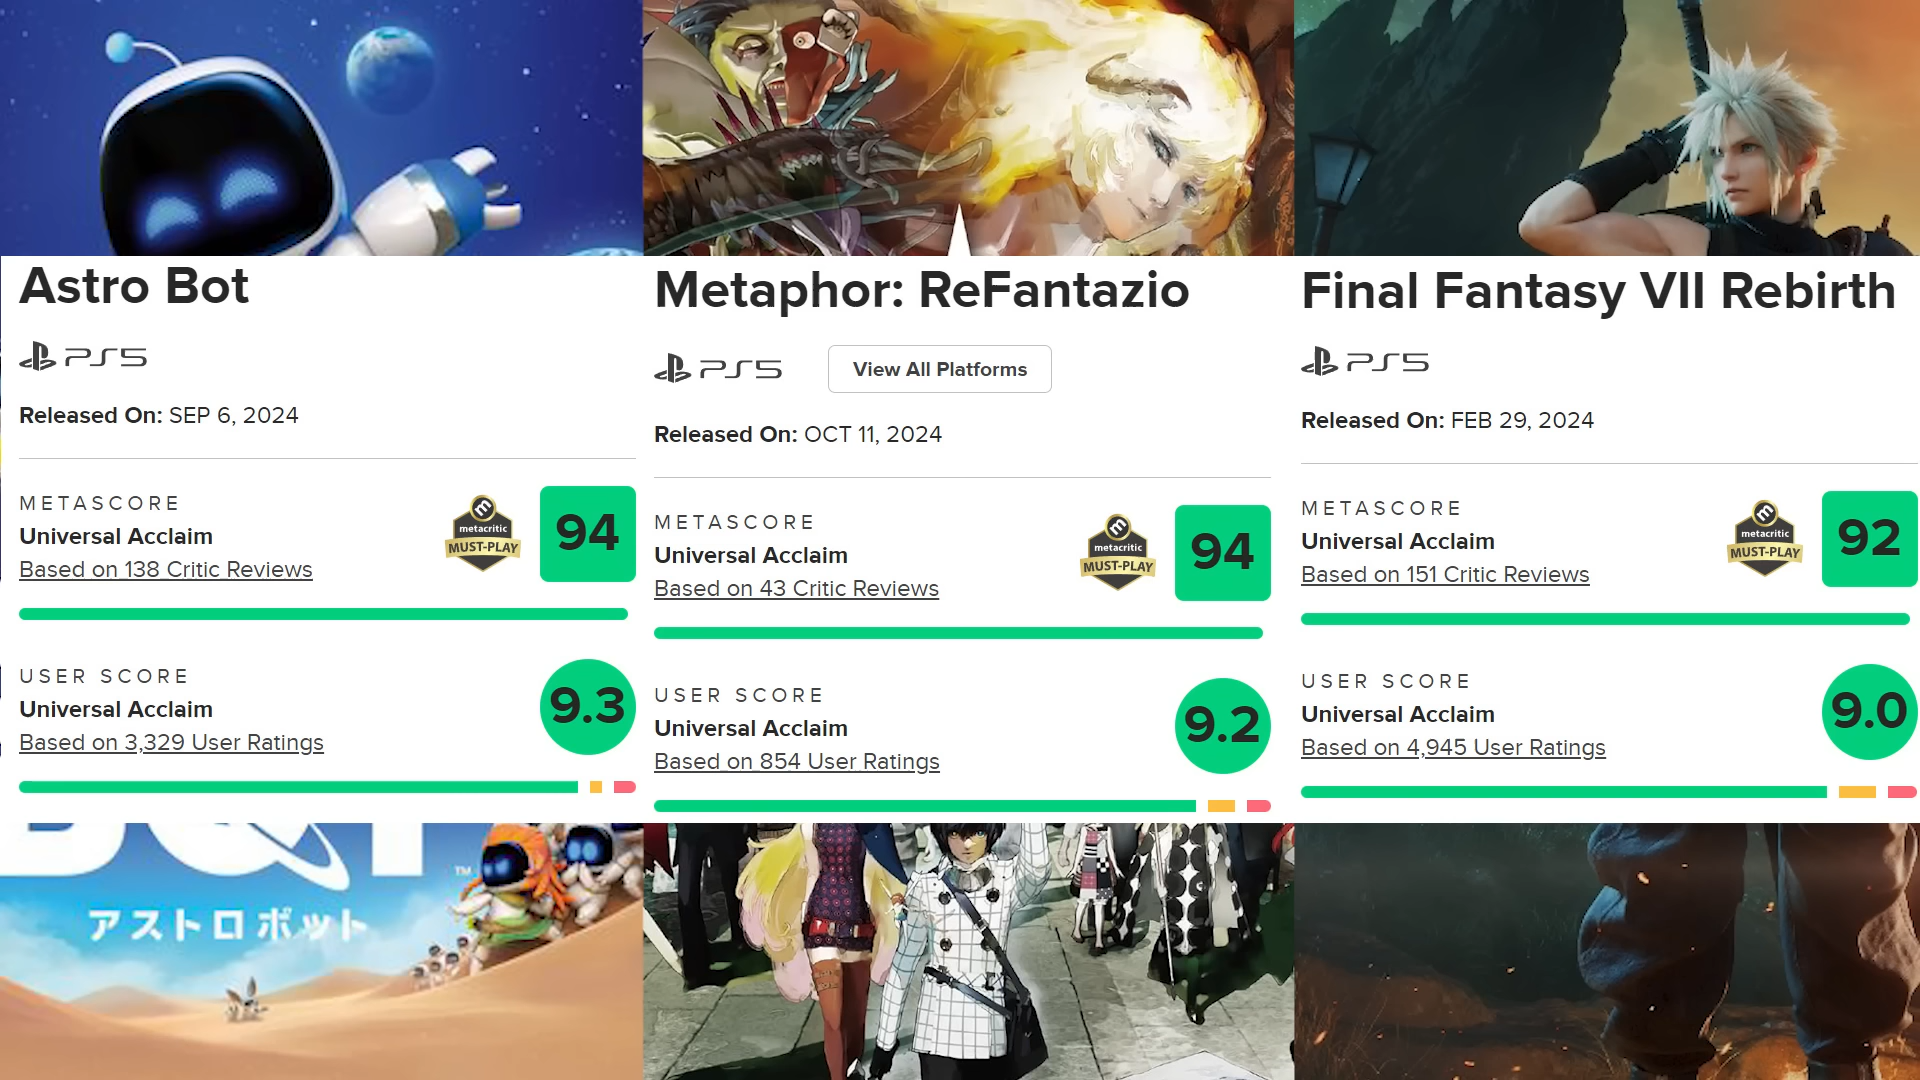 Astro Bot
PS5
Released On: SEP 6, 2024
METASCORE
Universal Acclaim
Based on 138 Critic Reviews
metacritic
MUST-PLAY
94
USER SCORE
Universal Acclaim
Based on 3,329 User Ratings
9.3
BOT
™
アストロボット
Metaphor: ReFantazio
PS5
View All Platforms
Released On: OCT 11, 2024
METASCORE
Universal Acclaim
Based on 43 Critic Reviews
metacritic
MUST-PLAY
94
USER SCORE
Universal Acclaim
Based on 854 User Ratings
9.2
Final Fantasy VII Rebirth
PS5
Released On: FEB 29, 2024
METASCORE
Universal Acclaim
Based on 151 Critic Reviews
metacritic
MUST-PLAY
92
USER SCORE
Universal Acclaim
Based on 4,945 User Ratings
9.0